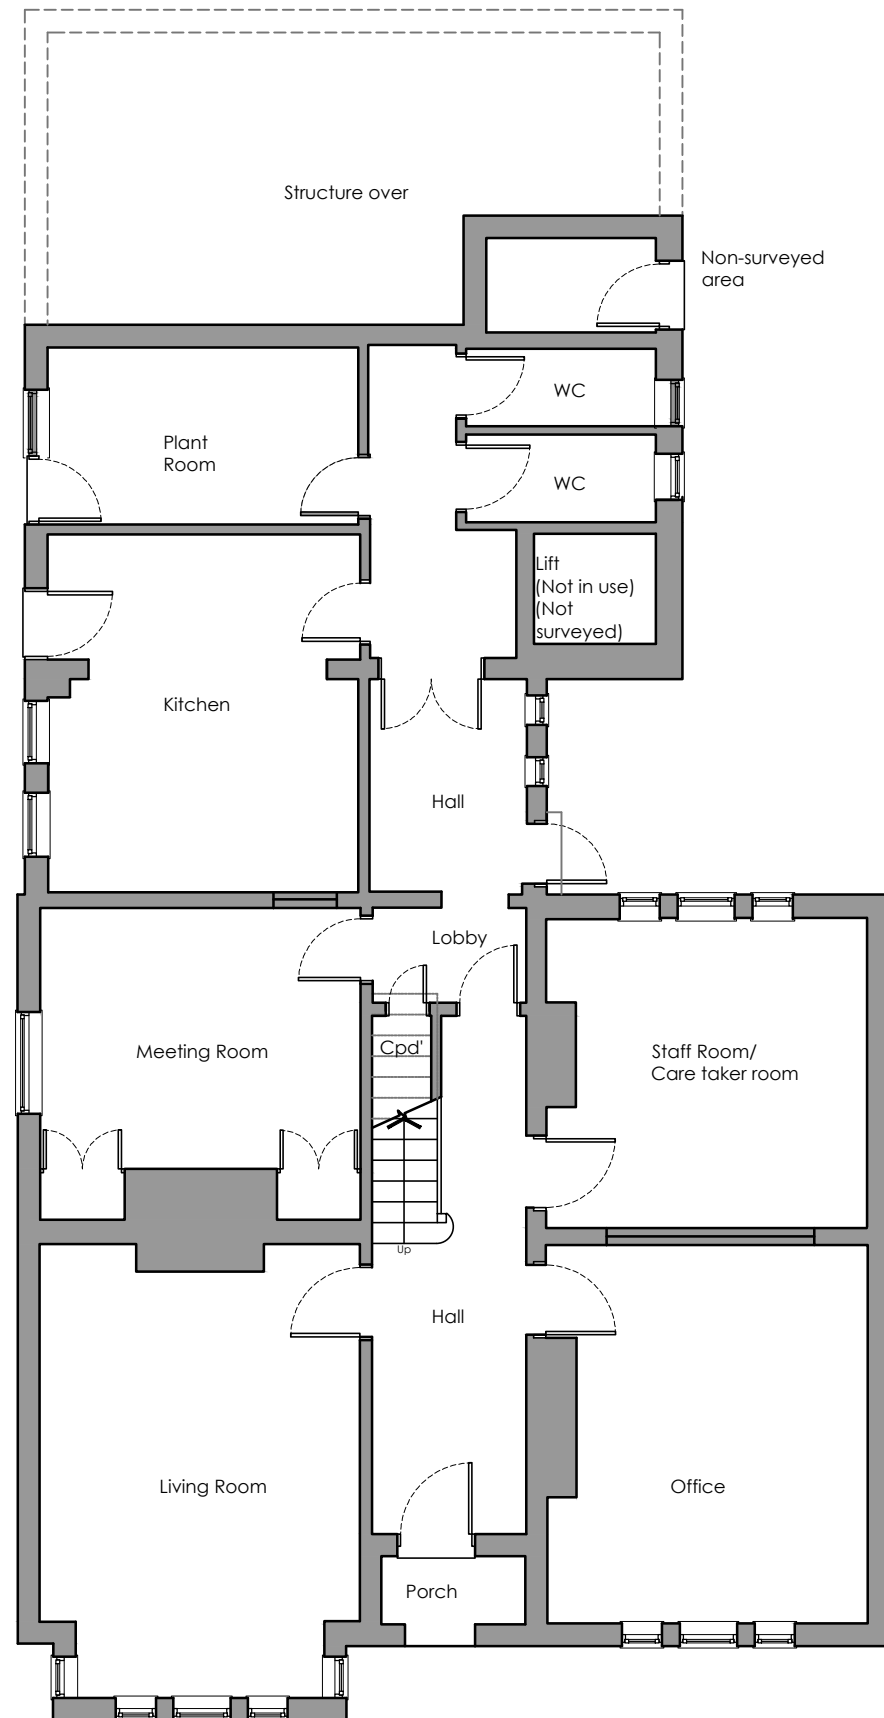 Structure over
Non-surveyed
area
WC
Plant
Room
WC
Lift
(Not in use)
(Not
surveyed)
Kitchen
Hall
Lobby
Cpd'
Meeting Room
Staff Room/
Care taker room
Up
Hall
Living Room
Office
Porch